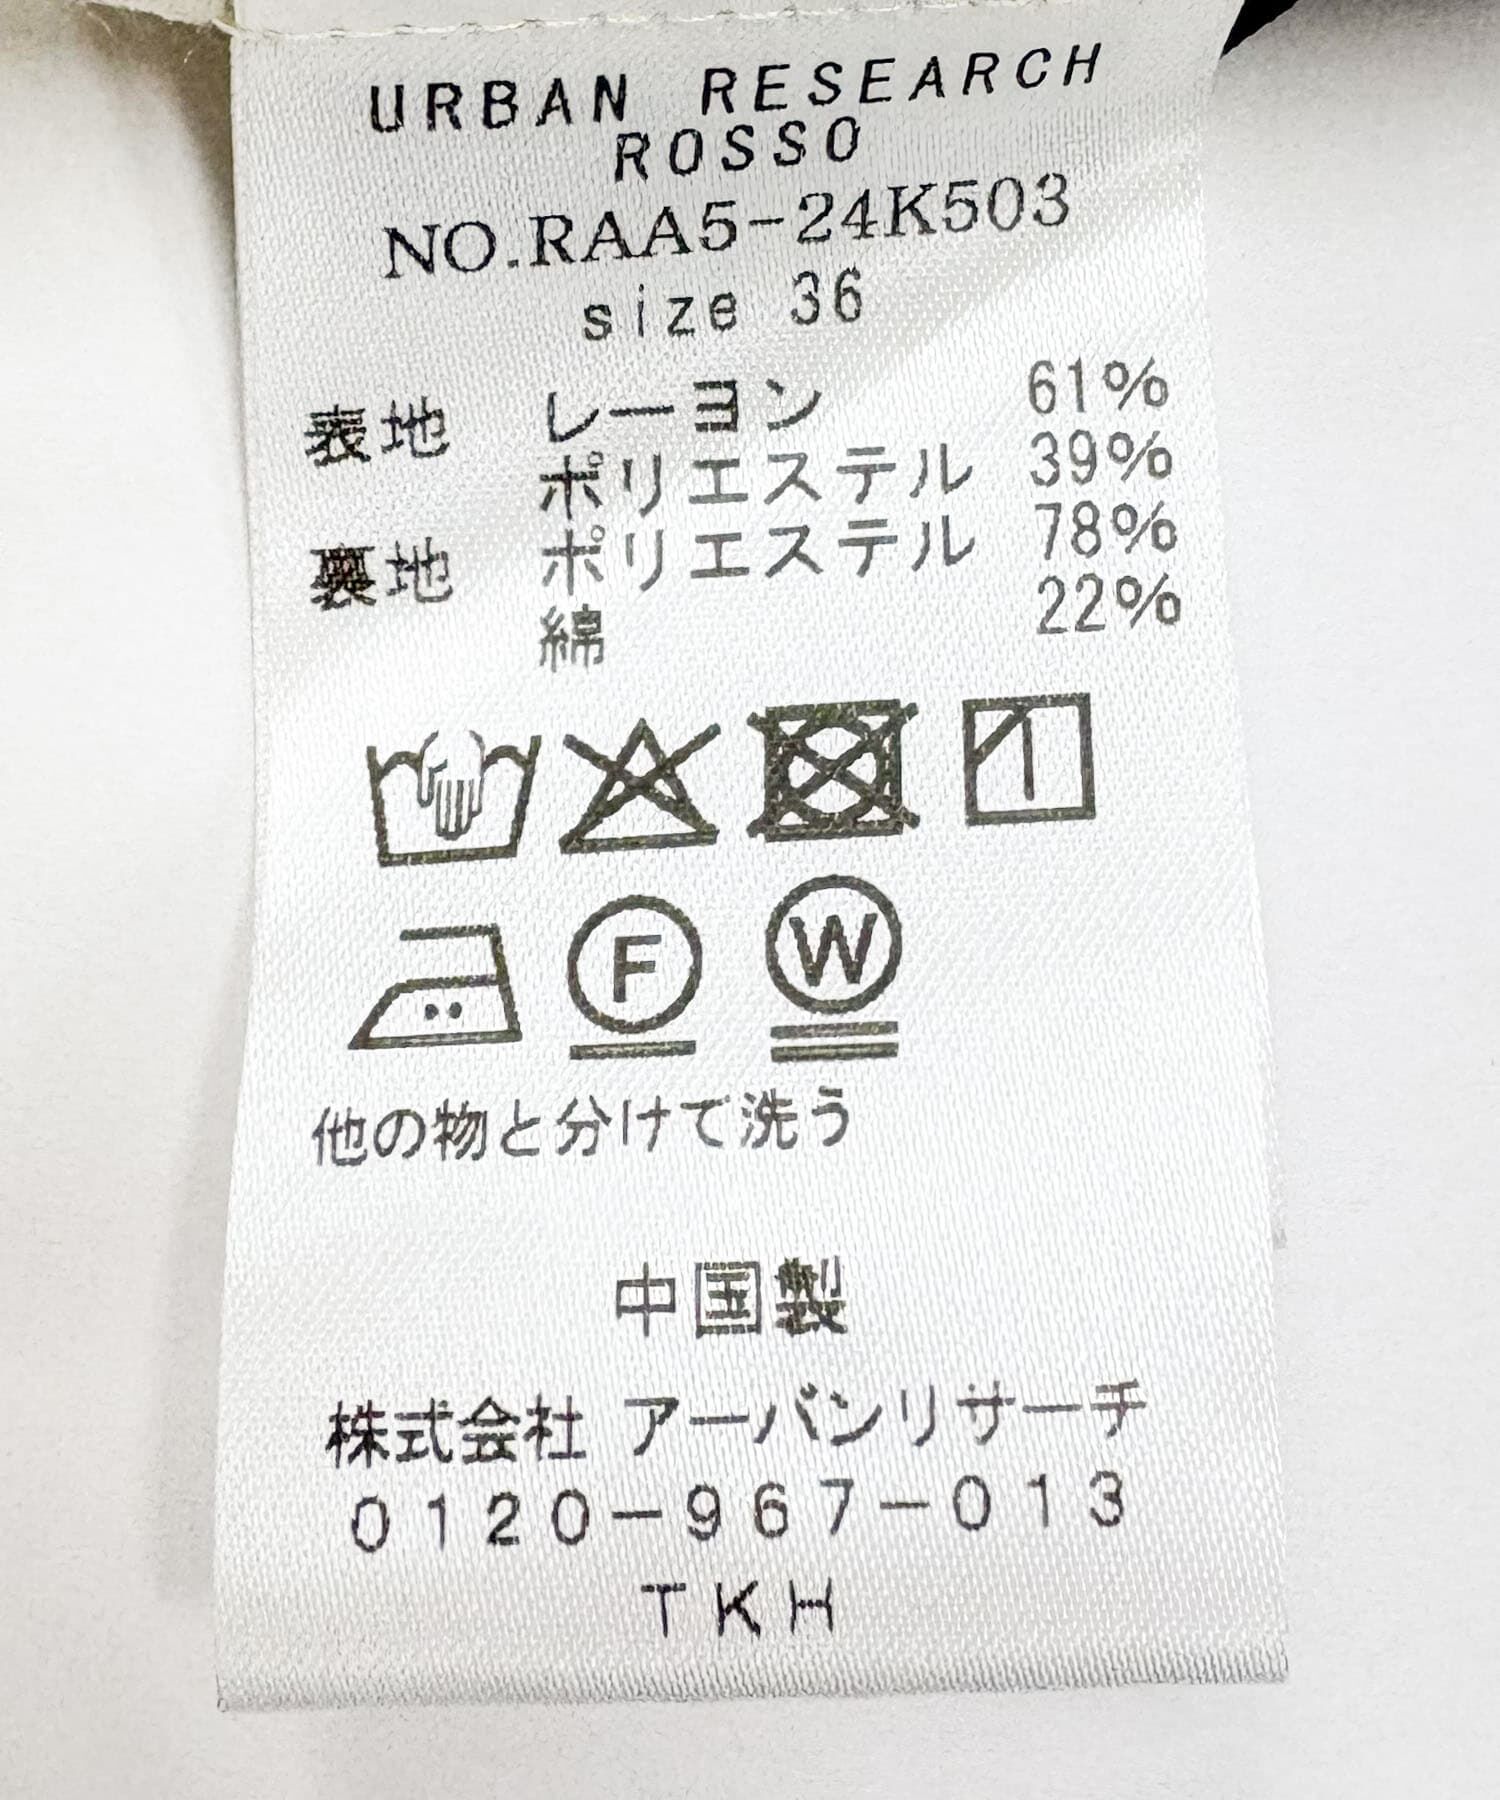 URBAN RESEARCH
ROSSO
NO.RAA5-24K503
size 36
表地 レーヨン 61%
ポリエステル 39%
裏地 ポリエステル 78%
綿 22%
F W
他の物と分けて洗う
中国製
株式会社 アーバンリサーチ
0120-967-013
TKH